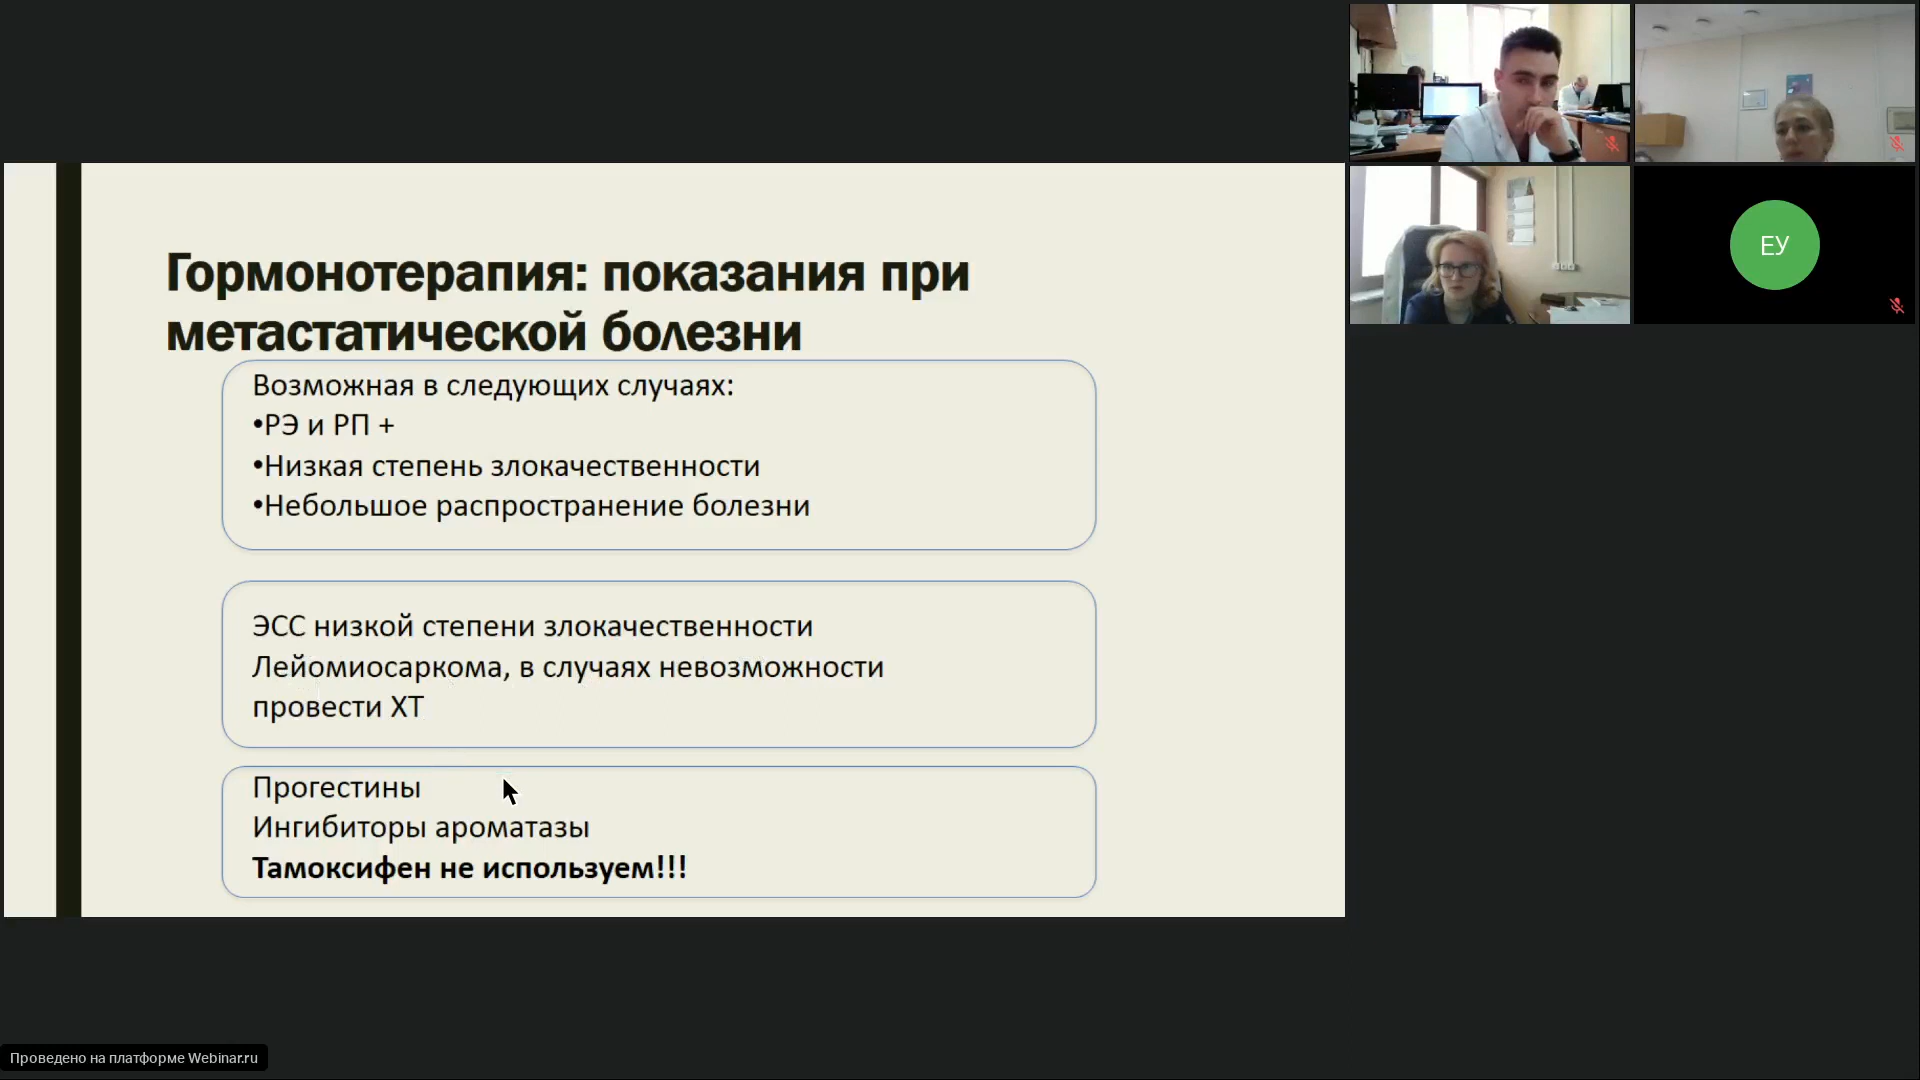 Гормонотерапия: показания при
метастатической болезни
Возможная в следующих случаях:
•РЭ и РП +
•Низкая степень злокачественности
•Небольшое распространение болезни
ЭСС низкой степени злокачественности
Лейомиосаркома, в случаях невозможности
провести ХТ
Прогестины
Ингибиторы ароматазы
Тамоксифен не используем!!!
ЕУ
Проведено на платформе Webinar.ru